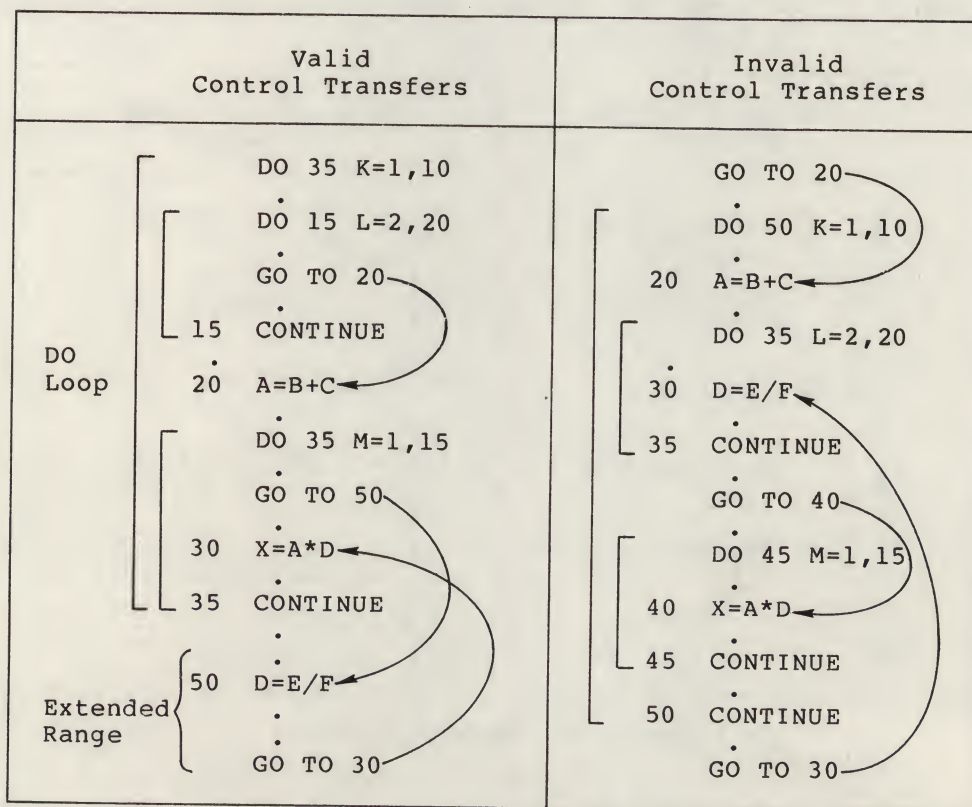 Valid
Control Transfers
DO 35 K=1,10
DO 15 L=2,20
GO TO 20
15 CONTINUE
DO
Loop
20 A=B+C
DO 35 M=1,15
GO TO 50
30 X=A*D
35 CONTINUE
50 D=E/F
Extended
Range
GO TO 30
Invalid
Control Transfers
GO TO 20
DO 50 K=1,10
20 A=B+C
DO 35 L=2,20
30 D=E/F
35 CONTINUE
GO TO 40
DO 45 M=1,15
40 X=A*D
45 CONTINUE
50 CONTINUE
GO TO 30